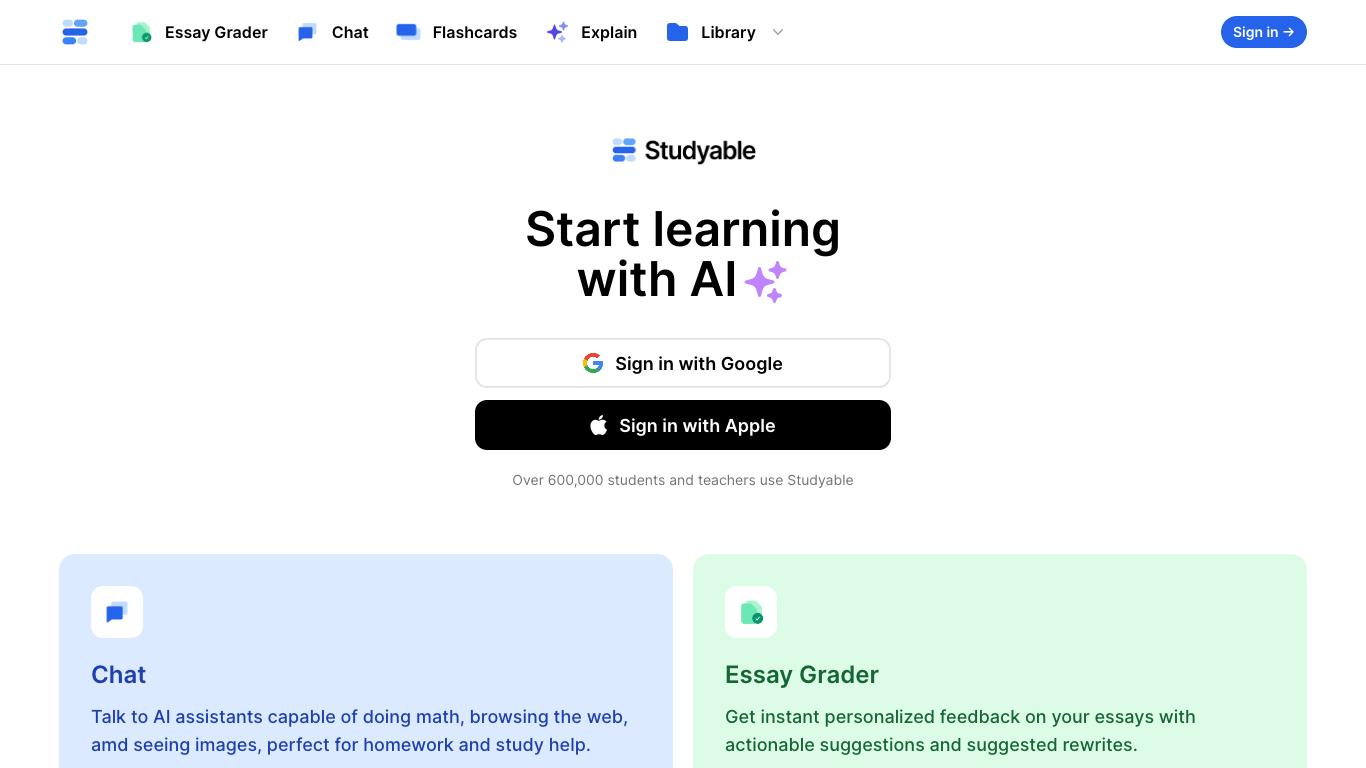 Essay Grader
Chat
Flashcards
Explain
Library
Sign in →
Studyable
Start learning
with AI
Sign in with Google
Sign in with Apple
Over 600,000 students and teachers use Studyable
Chat
Talk to AI assistants capable of doing math, browsing the web,
amd seeing images, perfect for homework and study help.
Essay Grader
Get instant personalized feedback on your essays with
actionable suggestions and suggested rewrites.